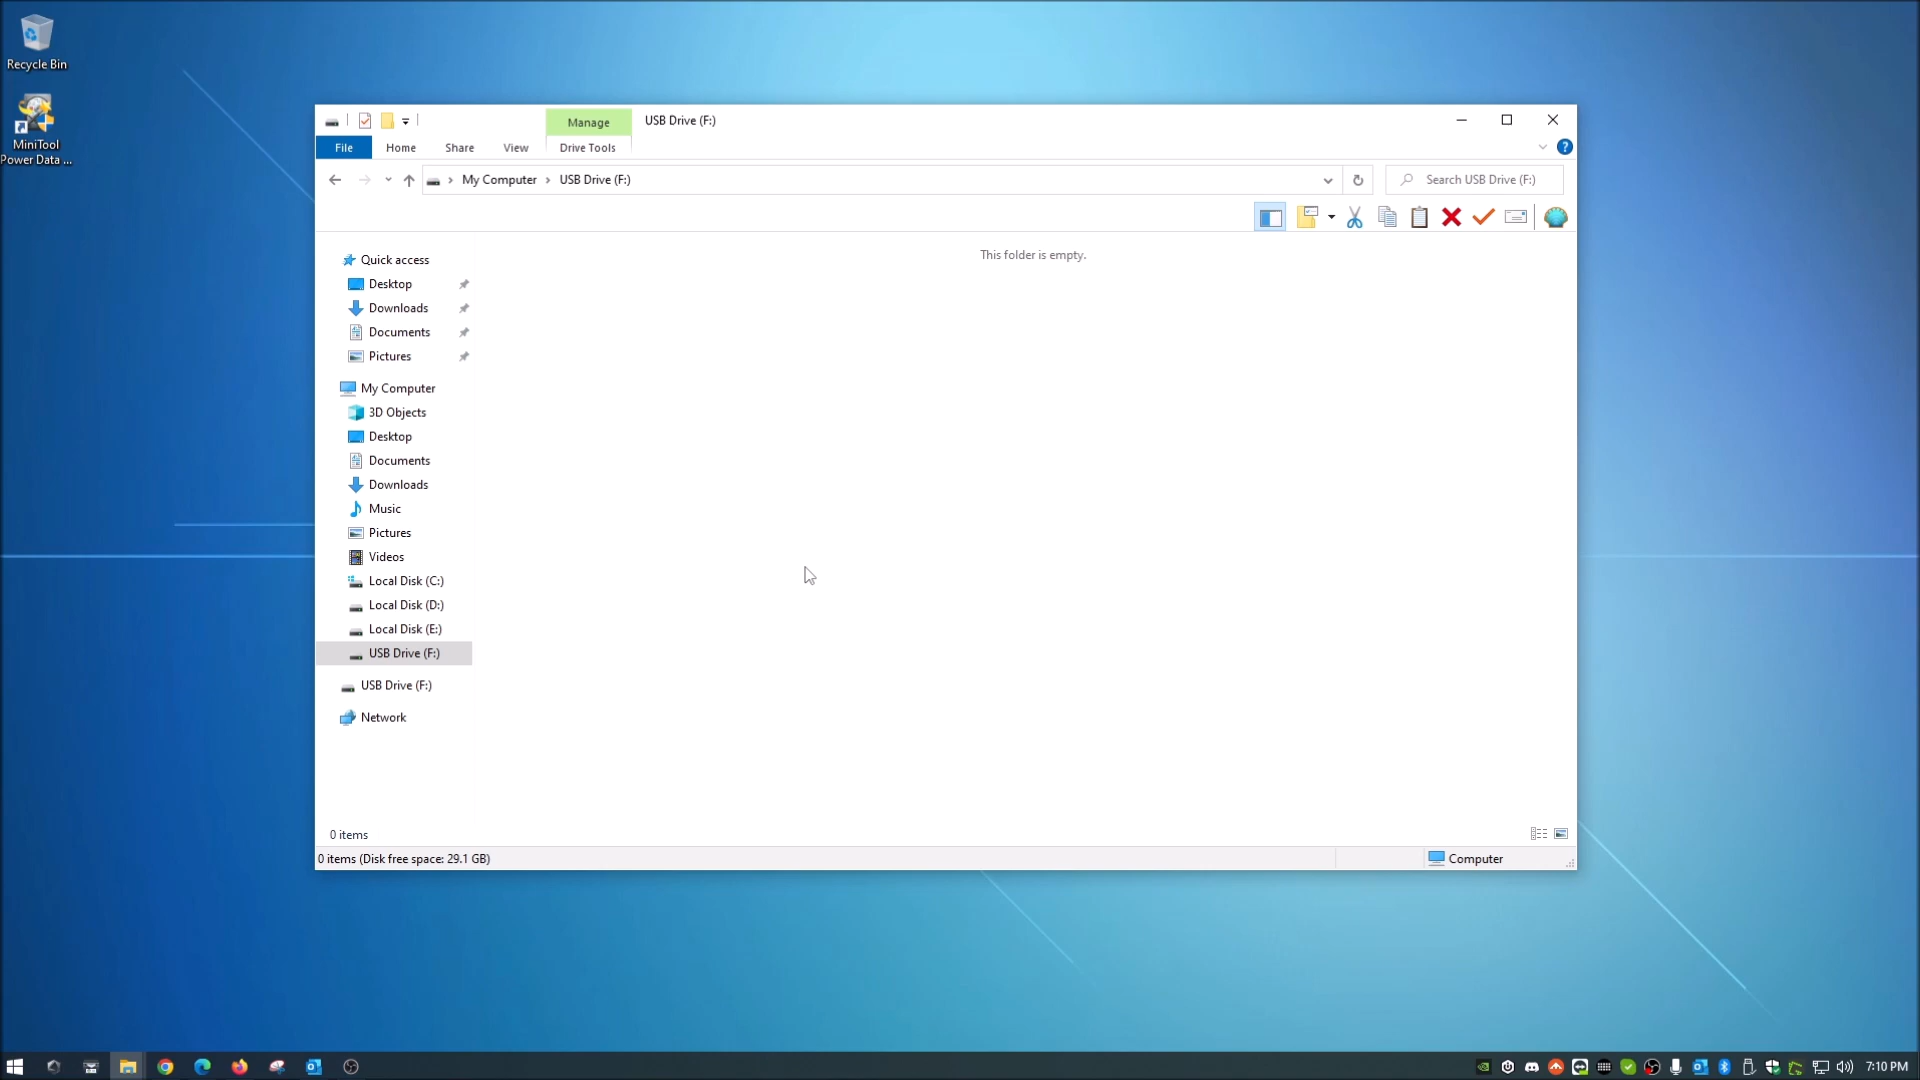 Recycle Bin
MiniTool
Power Data ...
Manage
USB Drive (F:)
File
Home
Share
View
Drive Tools
?
My Computer
USB Drive (F:)
Search USB Drive (F:)
This folder is empty.
Quick access
Desktop
Downloads
Documents
Pictures
My Computer
3D Objects
Desktop
Documents
Downloads
Music
Pictures
Videos
Local Disk (C:)
Local Disk (D:)
Local Disk (E:)
USB Drive (F:)
USB Drive (F:)
Network
0 items
0 items (Disk free space: 29.1 GB)
Computer
7:10 PM